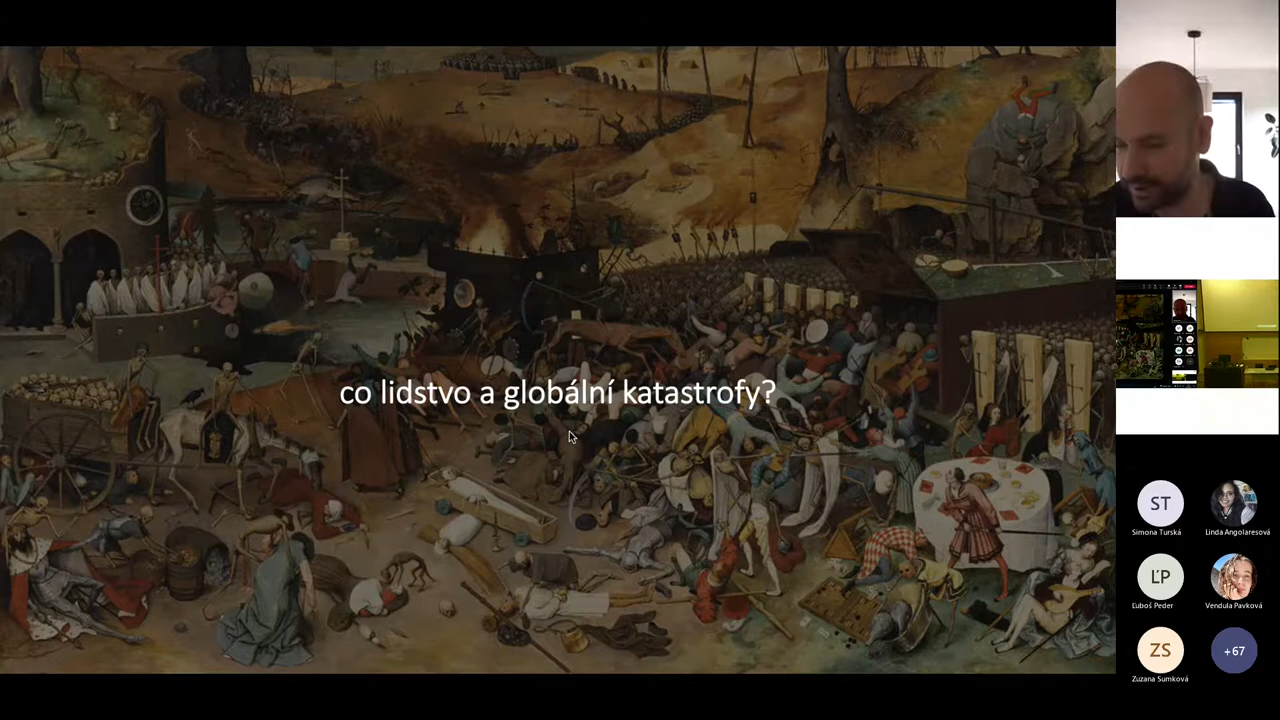 co lidstvo a globální katastrofy?
ST
Simona Turská
Linda Angolaresová
ĽP
Ľuboš Peder
Vendula Pavková
ZS
Zuzana Sumková
+67